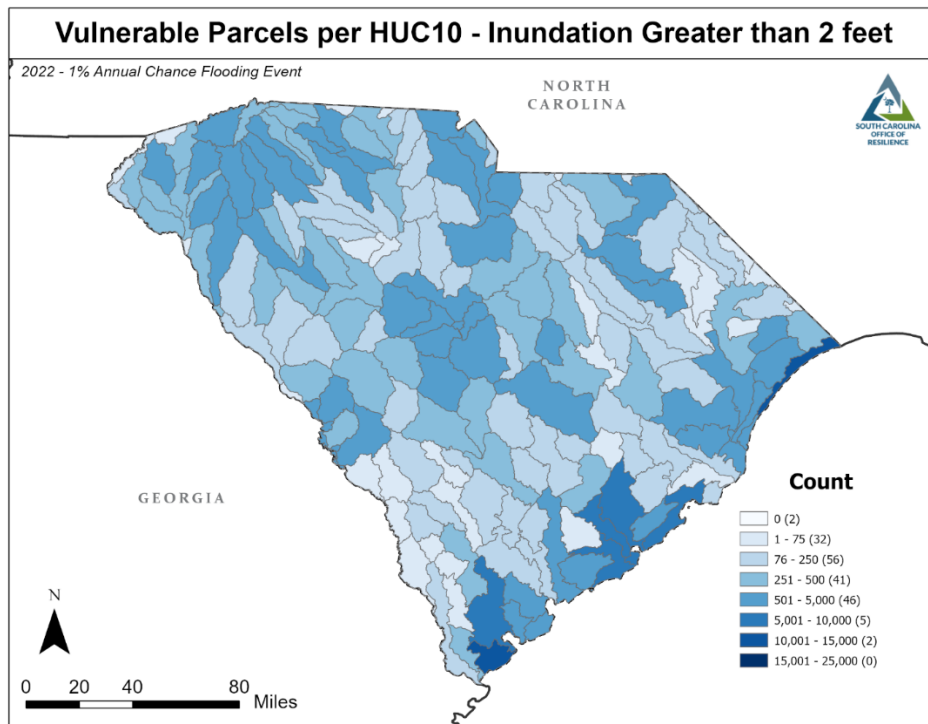 Vulnerable Parcels per HUC10 - Inundation Greater than 2 feet
2022 - 1% Annual Chance Flooding Event
NORTH
CAROLINA
SOUTH CAROLINA
OFFICE OF
RESILIENCE
GEORGIA
Count
0 (2)
1 - 75 (32)
76 - 250 (56)
251 - 500 (41)
501 - 5,000 (46)
5,001 - 10,000 (5)
10,001 - 15,000 (2)
15,001 - 25,000 (0)
N
0 20 40 80
Miles